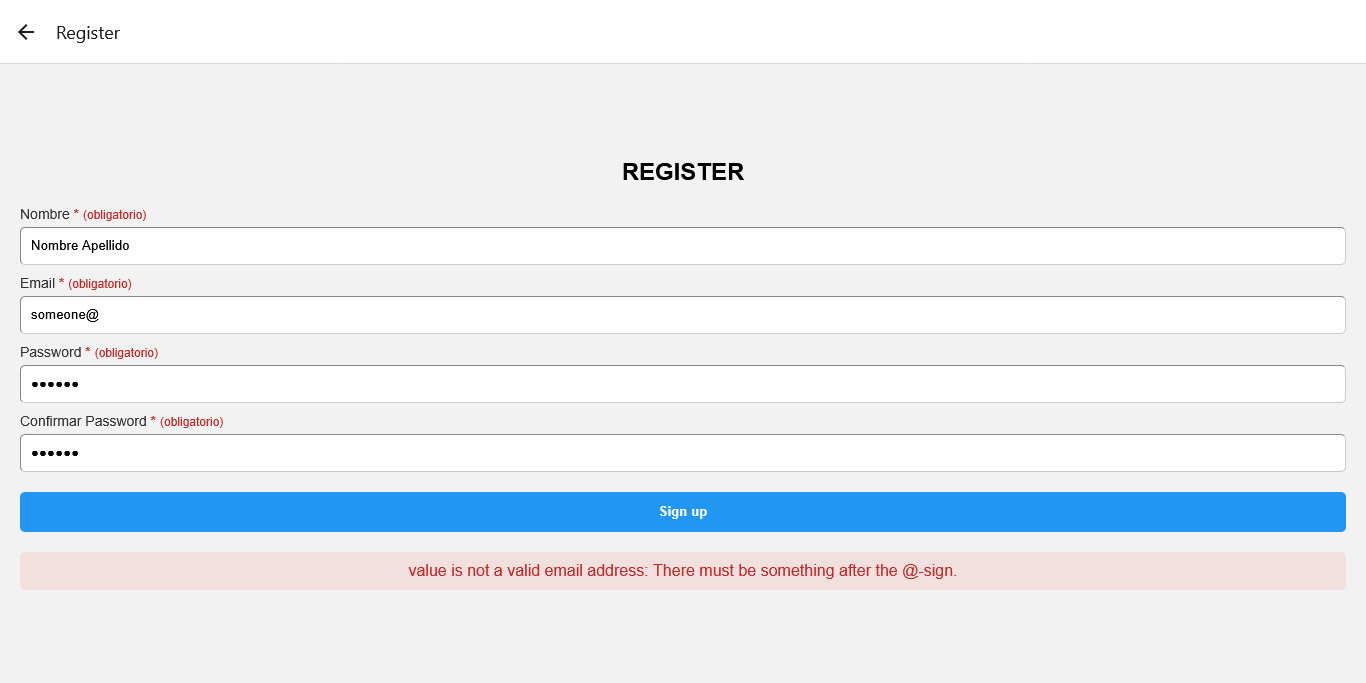 Register
REGISTER
Nombre * (obligatorio)
Nombre Apellido
Email * (obligatorio)
someone@
Password * (obligatorio)
••••••
Confirmar Password * (obligatorio)
••••••
Sign up
value is not a valid email address: There must be something after the @-sign.